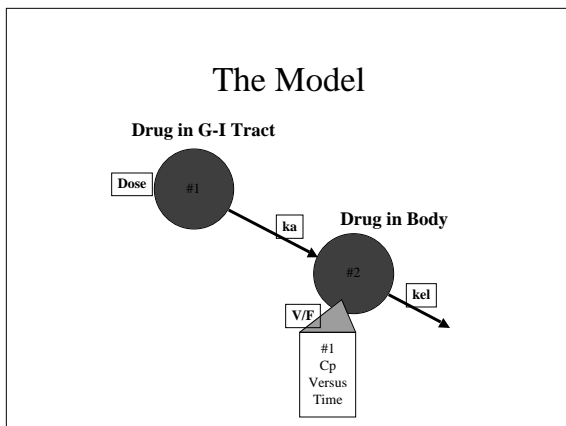 The Model
Drug in G-I Tract
Dose
#1
ka
Drug in Body
#2
kel
V/F
#1
Cp
Versus
Time